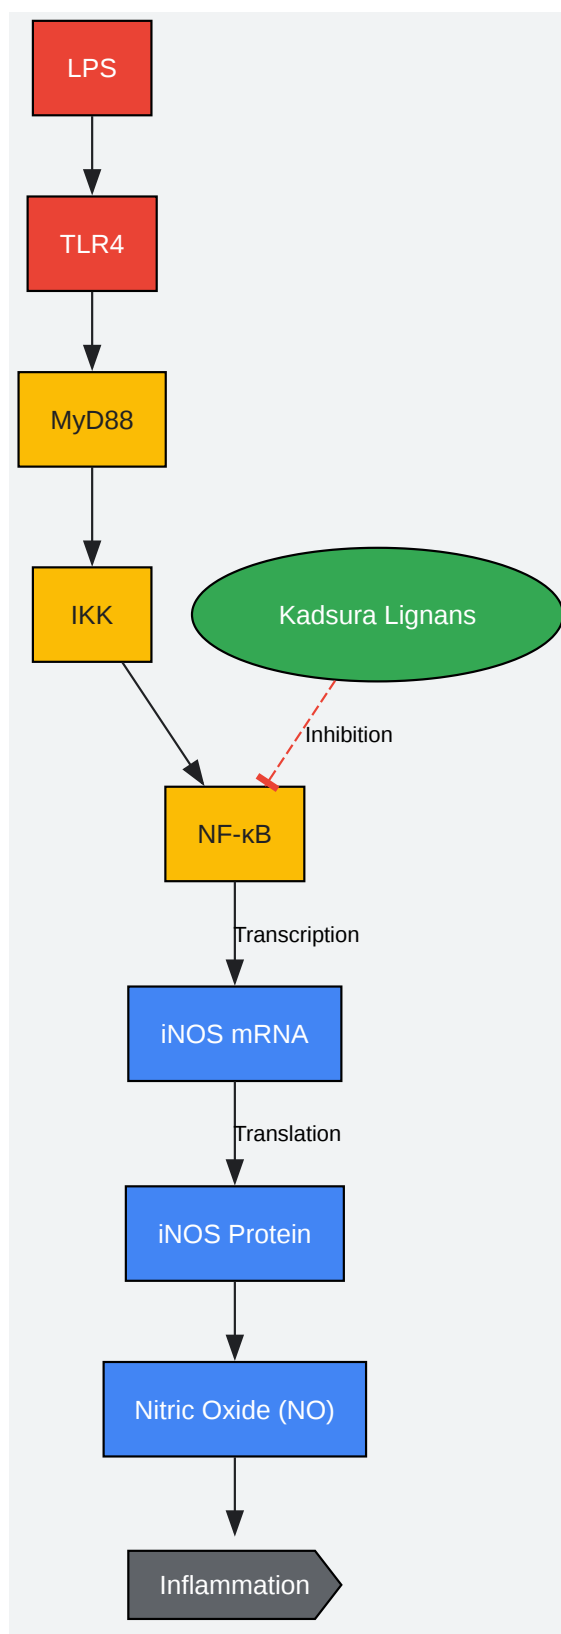 LPS
TLR4
MyD88
IKK
Kadsura Lignans
Inhibition
NF-κB
Transcription
iNOS mRNA
Translation
iNOS Protein
Nitric Oxide (NO)
Inflammation